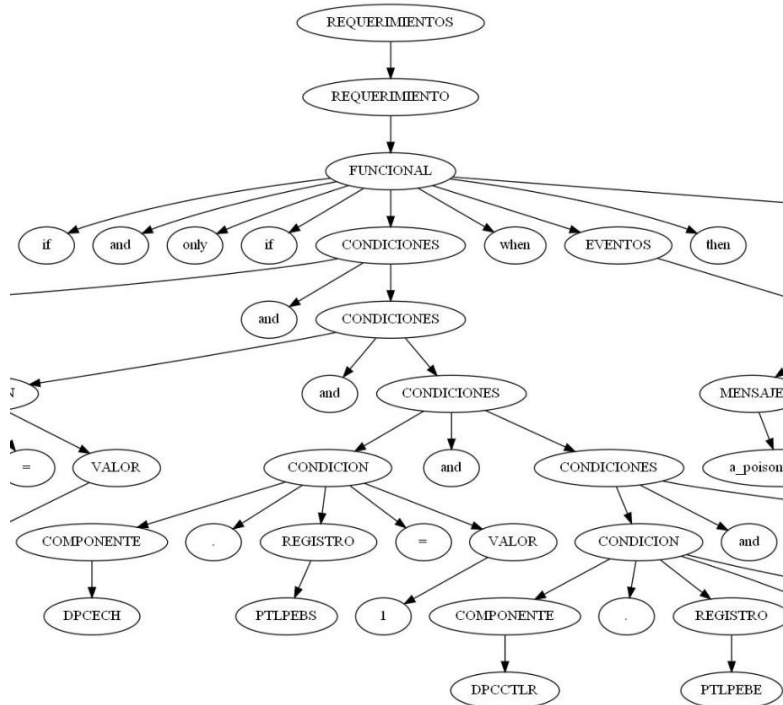 REQUERIMIENTOS
REQUERIMIENTO
FUNCIONAL
if and only if CONDICIONES when EVENTOS then
and CONDICIONES
and CONDICIONES MENSAJE
= VALOR CONDICION and CONDICIONES a_poison
COMPONENTE . REGISTRO = VALOR CONDICION and
DPCECH PTLPEBS 1 COMPONENTE . REGISTRO
DPCCTLR PTLPEBE